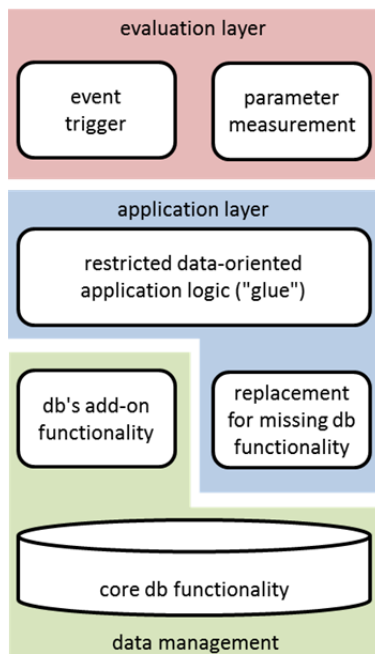 evaluation layer
event
trigger
parameter
measurement
application layer
restricted data-oriented
application logic ("glue")
db's add-on
functionality
replacement
for missing db
functionality
core db functionality
data management